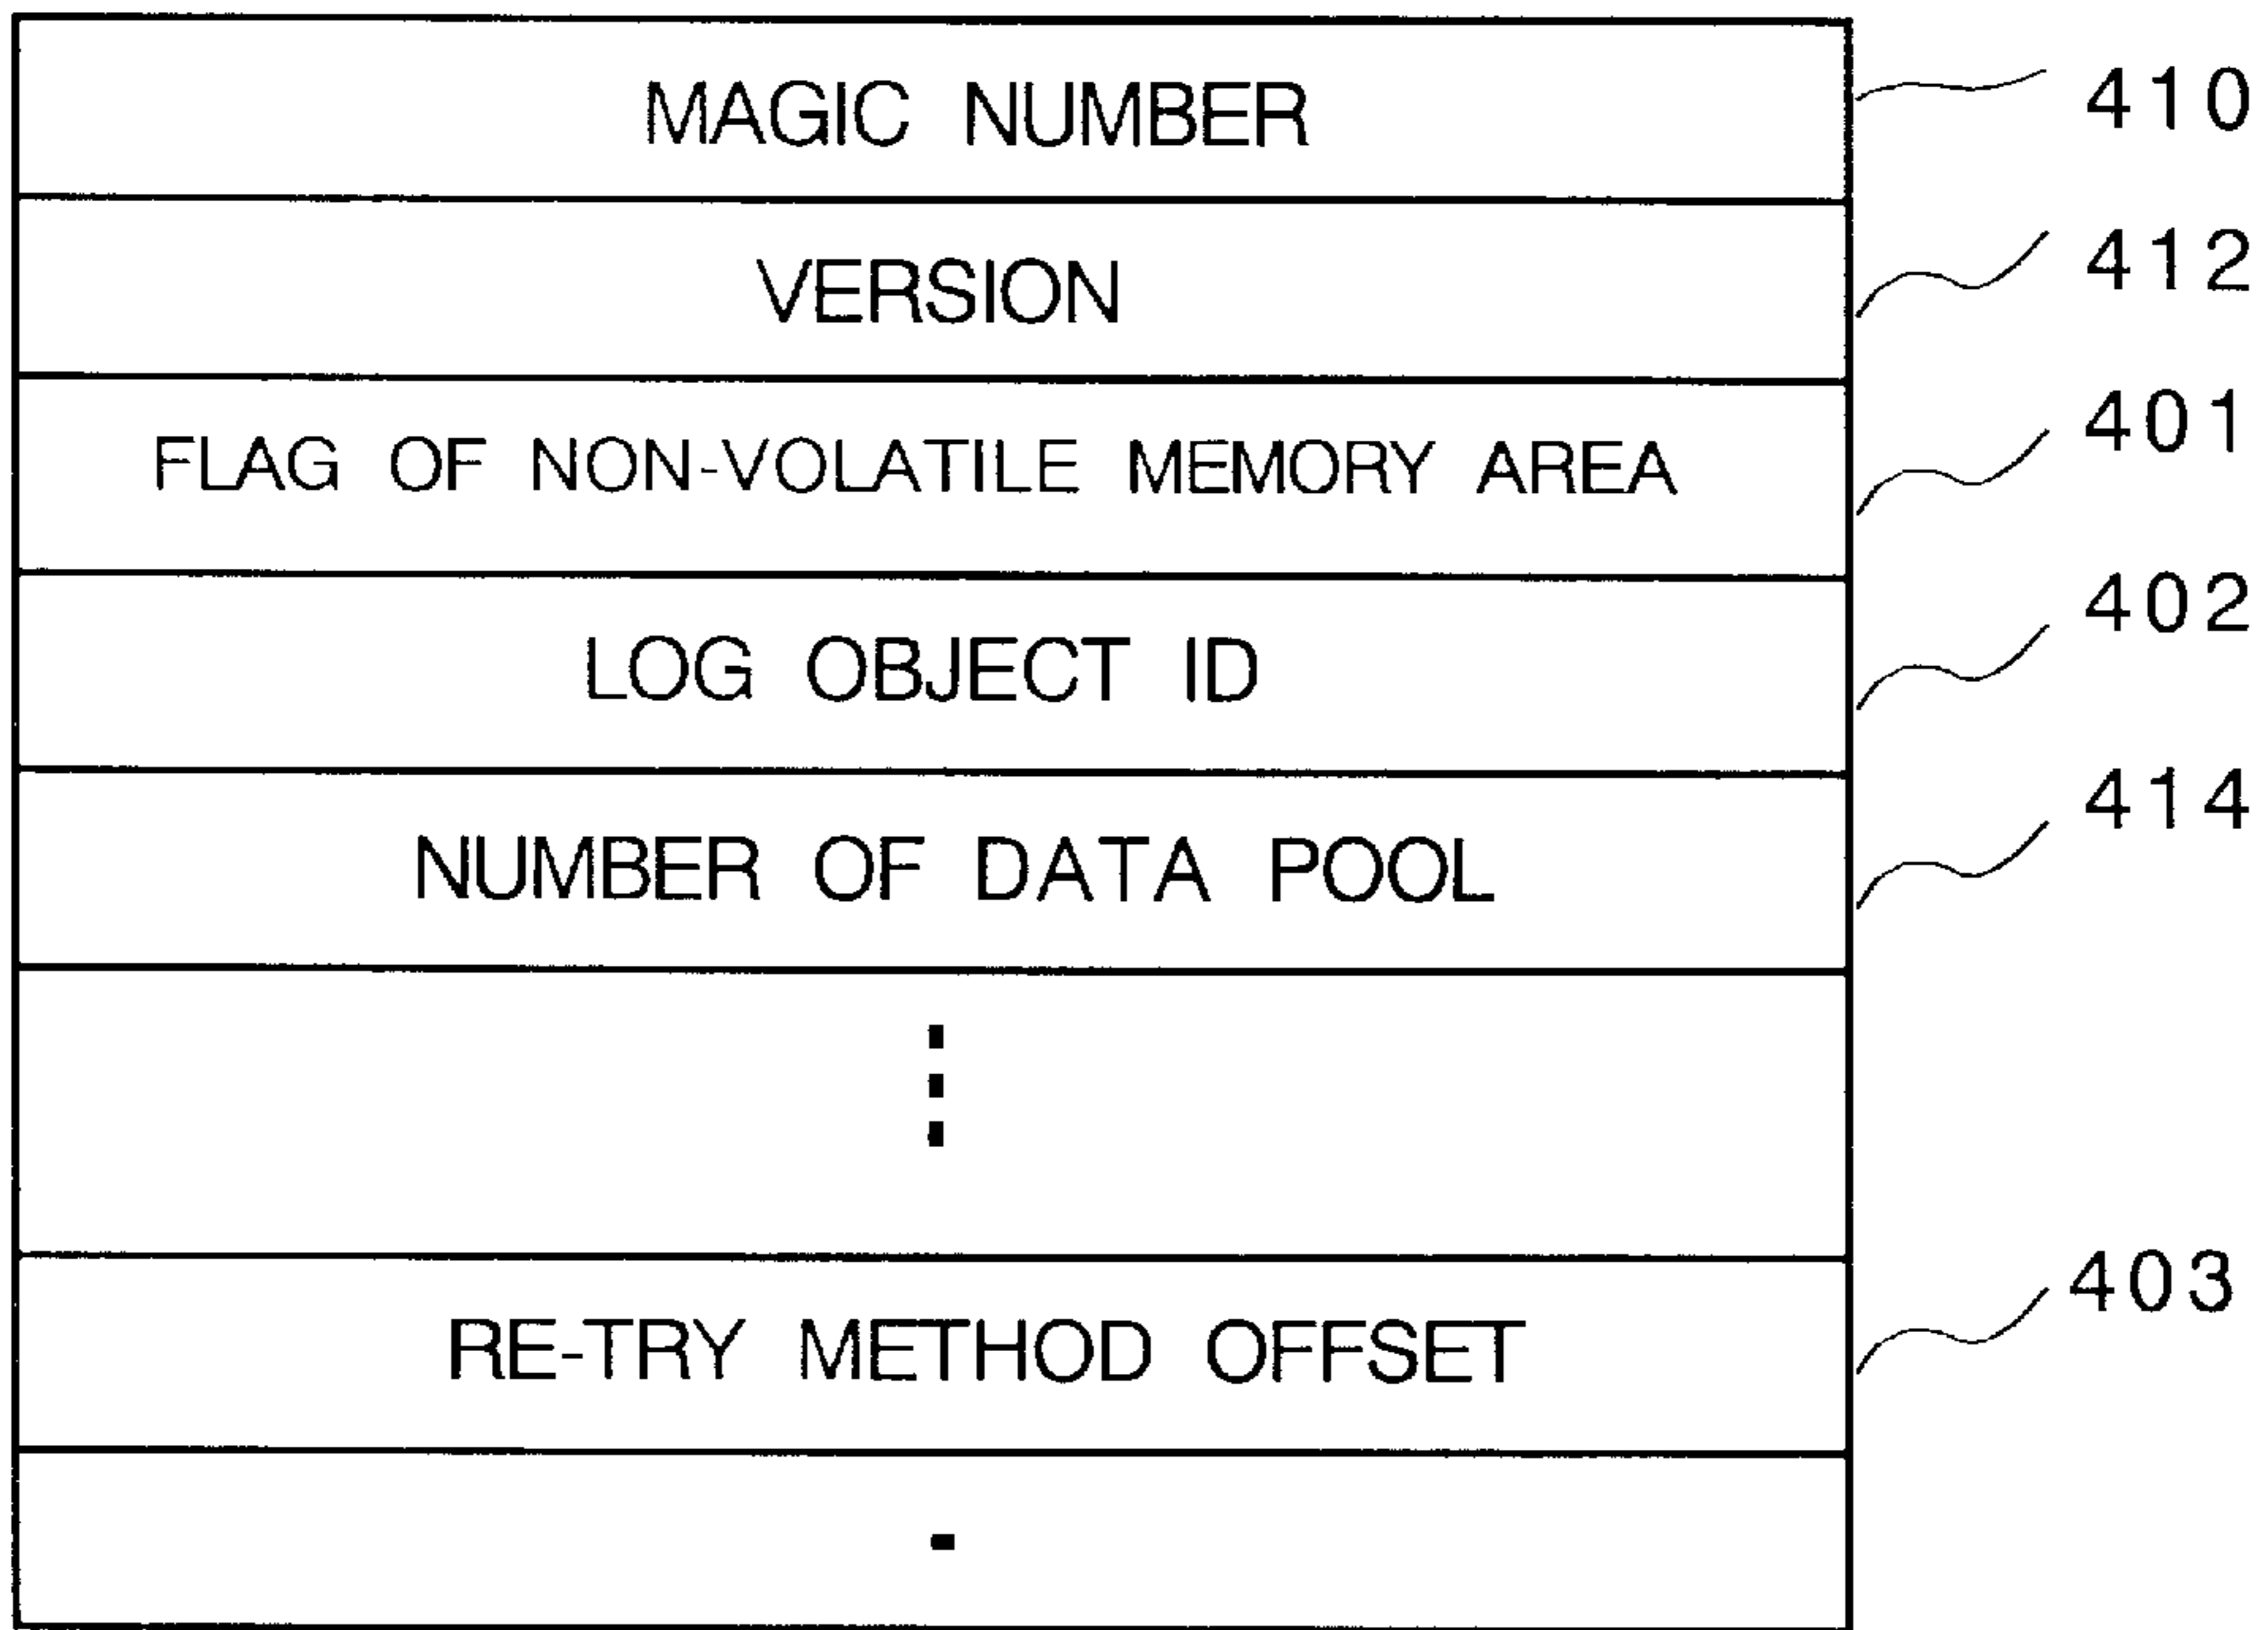 MAGIC NUMBER 410
VERSION 412
FLAG OF NON-VOLATILE MEMORY AREA 401
LOG OBJECT ID 402
NUMBER OF DATA POOL 414
RE-TRY METHOD OFFSET 403